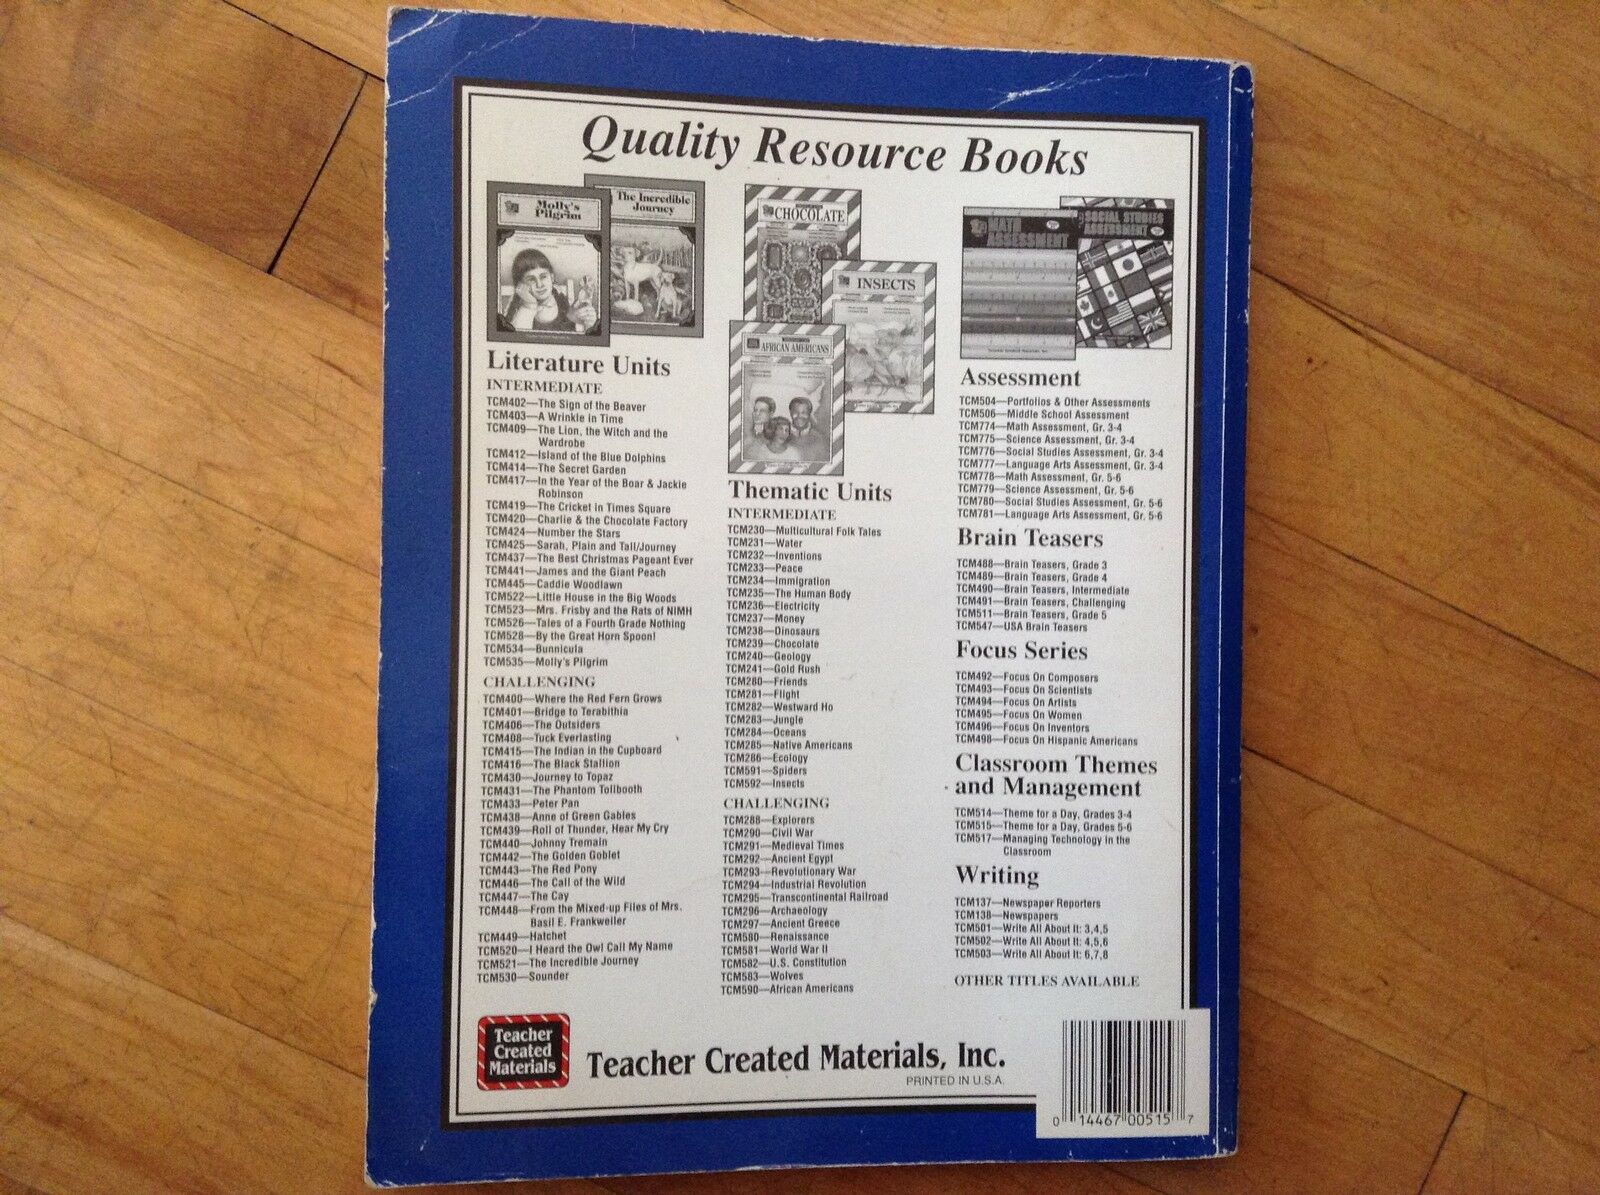 Quality Resource Books
Molly's
Pilgrim
The Incredible
Journey
Literature Units
INTERMEDIATE
TCM402—The Sign of the Beaver
TCM403—A Wrinkle in Time
TCM409—The Lion, the Witch and the
Wardrobe
TCM412—Island of the Blue Dolphins
TCM414—The Secret Garden
TCM417—In the Year of the Boar & Jackie
Robinson
TCM419—The Cricket in Times Square
TCM420—Charlie & the Chocolate Factory
TCM424—Number the Stars
TCM425—Sarah, Plain and Tall/Journey
TCM437—The Best Christmas Pageant Ever
TCM441—James and the Giant Peach
TCM445—Caddie Woodlawn
TCM522—Little House in the Big Woods
TCM523—Mrs. Frisby and the Rats of NIMH
TCM526—Tales of a Fourth Grade Nothing
TCM528—By the Great Horn Spoon!
TCM534—Bunnicula
TCM535—Molly's Pilgrim
CHALLENGING
TCM400—Where the Red Fern Grows
TCM401—Bridge to Terabithia
TCM406—The Outsiders
TCM408—Tuck Everlasting
TCM415—The Indian in the Cupboard
TCM416—The Black Stallion
TCM430—Journey to Topaz
TCM431—The Phantom Tollbooth
TCM433—Peter Pan
TCM438—Anne of Green Gables
TCM439—Roll of Thunder, Hear My Cry
TCM440—Johnny Tremain
TCM442—The Golden Goblet
TCM443—The Red Pony
TCM446—The Call of the Wild
TCM447—The Cay
TCM448—From the Mixed-up Files of Mrs.
Basil E. Frankweiler
TCM449—Hatchet
TCM520—I Heard the Owl Call My Name
TCM521—The Incredible Journey
TCM530—Sounder
CHOCOLATE
INSECTS
AFRICAN AMERICANS
Thematic Units
INTERMEDIATE
TCM230—Multicultural Folk Tales
TCM231—Water
TCM232—Inventions
TCM233—Peace
TCM234—Immigration
TCM235—The Human Body
TCM236—Electricity
TCM237—Money
TCM238—Dinosaurs
TCM239—Chocolate
TCM240—Geology
TCM241—Gold Rush
TCM280—Friends
TCM281—Flight
TCM282—Westward Ho
TCM283—Jungle
TCM284—Oceans
TCM285—Native Americans
TCM286—Ecology
TCM591—Spiders
TCM592—Insects
CHALLENGING
TCM288—Explorers
TCM290—Civil War
TCM291—Medieval Times
TCM292—Ancient Egypt
TCM293—Revolutionary War
TCM294—Industrial Revolution
TCM295—Transcontinental Railroad
TCM296—Archaeology
TCM297—Ancient Greece
TCM580—Renaissance
TCM581—World War II
TCM582—U.S. Constitution
TCM583—Wolves
TCM590—African Americans
MATH
ASSESSMENT
SOCIAL STUDIES
ASSESSMENT
Assessment
TCM504—Portfolios & Other Assessments
TCM506—Middle School Assessment
TCM774—Math Assessment, Gr. 3-4
TCM775—Science Assessment, Gr. 3-4
TCM776—Social Studies Assessment, Gr. 3-4
TCM777—Language Arts Assessment, Gr. 3-4
TCM778—Math Assessment, Gr. 5-6
TCM779—Science Assessment, Gr. 5-6
TCM780—Social Studies Assessment, Gr. 5-6
TCM781—Language Arts Assessment, Gr. 5-6
Brain Teasers
TCM488—Brain Teasers, Grade 3
TCM489—Brain Teasers, Grade 4
TCM490—Brain Teasers, Intermediate
TCM491—Brain Teasers, Challenging
TCM511—Brain Teasers, Grade 5
TCM547—USA Brain Teasers
Focus Series
TCM492—Focus On Composers
TCM493—Focus On Scientists
TCM494—Focus On Artists
TCM495—Focus On Women
TCM496—Focus On Inventors
TCM498—Focus On Hispanic Americans
Classroom Themes
and Management
TCM514—Theme for a Day, Grades 3-4
TCM515—Theme for a Day, Grades 5-6
TCM517—Managing Technology in the
Classroom
Writing
TCM137—Newspaper Reporters
TCM138—Newspapers
TCM501—Write All About It: 3,4,5
TCM502—Write All About It: 4,5,6
TCM503—Write All About It: 6,7,8
OTHER TITLES AVAILABLE
Teacher
Created
Materials
Teacher Created Materials, Inc.
PRINTED IN U.S.A.
0 14467 00515 7